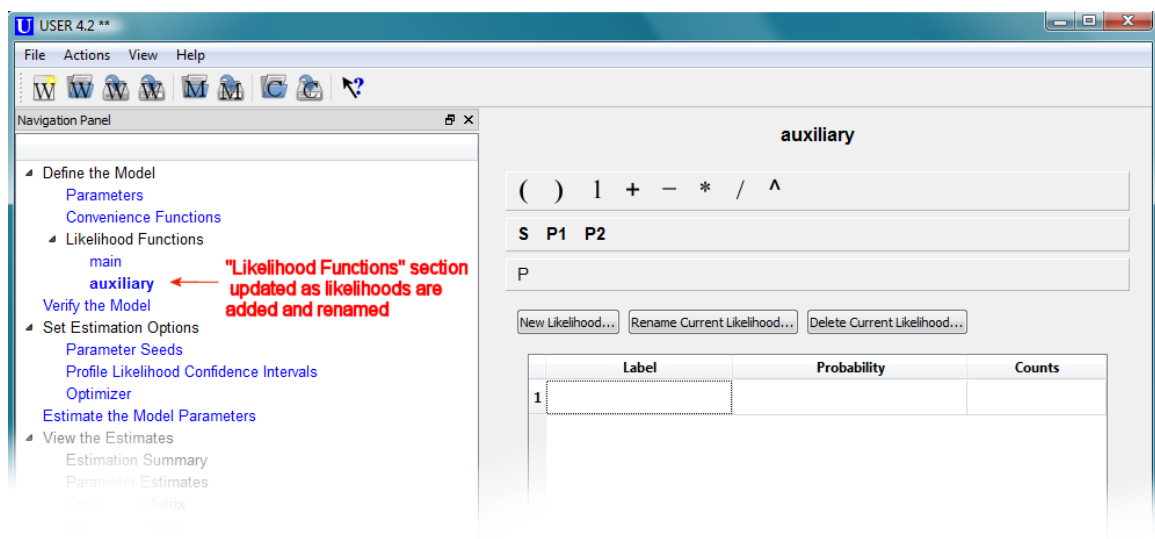 USER 4.2 **
File Actions View Help
W W W W M M C C ?
Navigation Panel
Define the Model
Parameters
Convenience Functions
Likelihood Functions
main
auxiliary
"Likelihood Functions" section
updated as likelihoods are
added and renamed
Verify the Model
Set Estimation Options
Parameter Seeds
Profile Likelihood Confidence Intervals
Optimizer
Estimate the Model Parameters
View the Estimates
Estimation Summary
Parameter Estimates
Matrix
auxiliary
( ) 1 + − * / ^
S P1 P2
P
New Likelihood... Rename Current Likelihood... Delete Current Likelihood...
Label Probability Counts
1